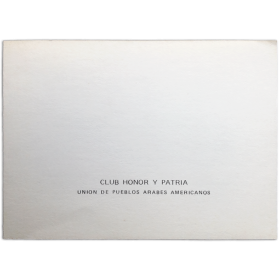 CLUB HONOR Y PATRIA
UNION DE PUEBLOS ARABES AMERICANOS